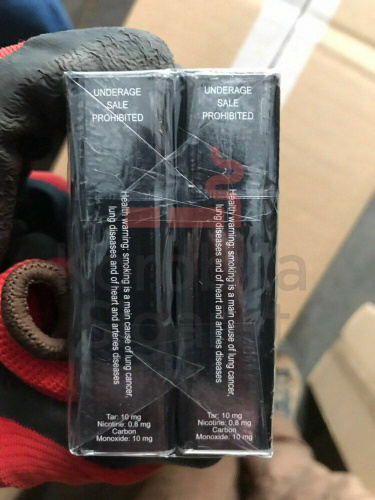 UNDERAGE
SALE
PROHIBITED
Health warning: smoking is a main cause of lung cancer,
lung diseases and of heart and arteries diseases
Tar: 10 mg
Nicotine: 0,8 mg
Carbon
Monoxide: 10 mg
UNDERAGE
SALE
PROHIBITED
Health warning: smoking is a main cause of lung cancer,
lung diseases and of heart and arteries diseases
Tar: 10 mg
Nicotine: 0,8 mg
Carbon
Monoxide: 10 mg